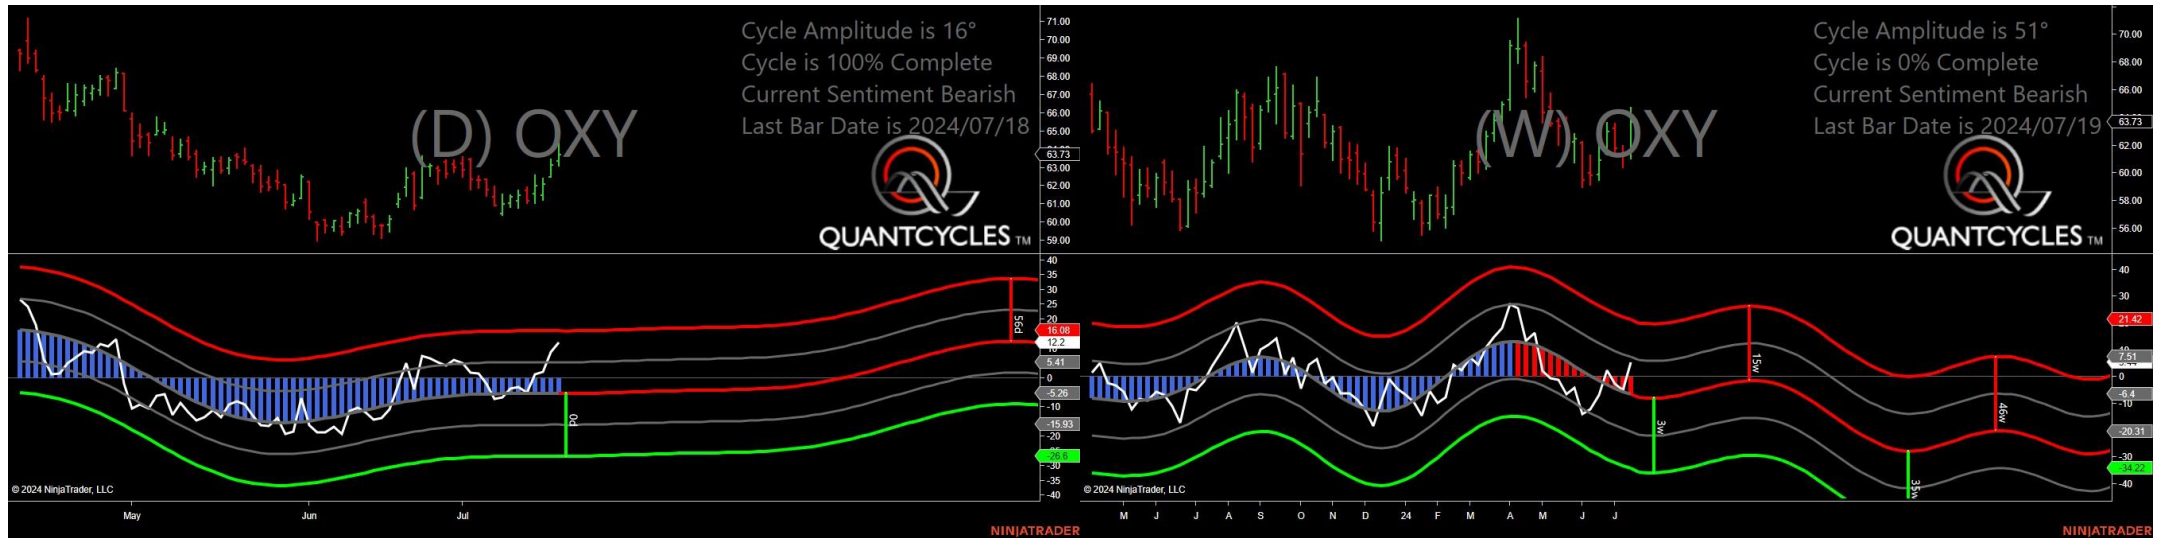 Cycle Amplitude is 16°
Cycle is 100% Complete
Current Sentiment Bearish
Last Bar Date is 2024/07/18
(D) OXY
QUANTCYCLES TM
71.00
70.00
69.00
68.00
67.00
66.00
65.00
63.73
63.00
62.00
61.00
60.00
59.00
40
35
30
25
20
16.08
12.2
10
5.41
0
-5.26
-10
-15.93
-20
-26.6
-30
-35
-40
56d
0d
© 2024 NinjaTrader, LLC
May
Jun
Jul
NINJATRADER
Cycle Amplitude is 51°
Cycle is 0% Complete
Current Sentiment Bearish
Last Bar Date is 2024/07/19
(W) OXY
QUANTCYCLES TM
70.00
68.00
66.00
63.73
62.00
60.00
58.00
56.00
40
30
21.42
7.51
0
-6.4
-10
-20.31
-30
-34.22
-40
15w
3w
46w
35w
© 2024 NinjaTrader, LLC
M
J
J
A
S
O
N
D
24
F
M
A
M
J
J
NINJATRADER